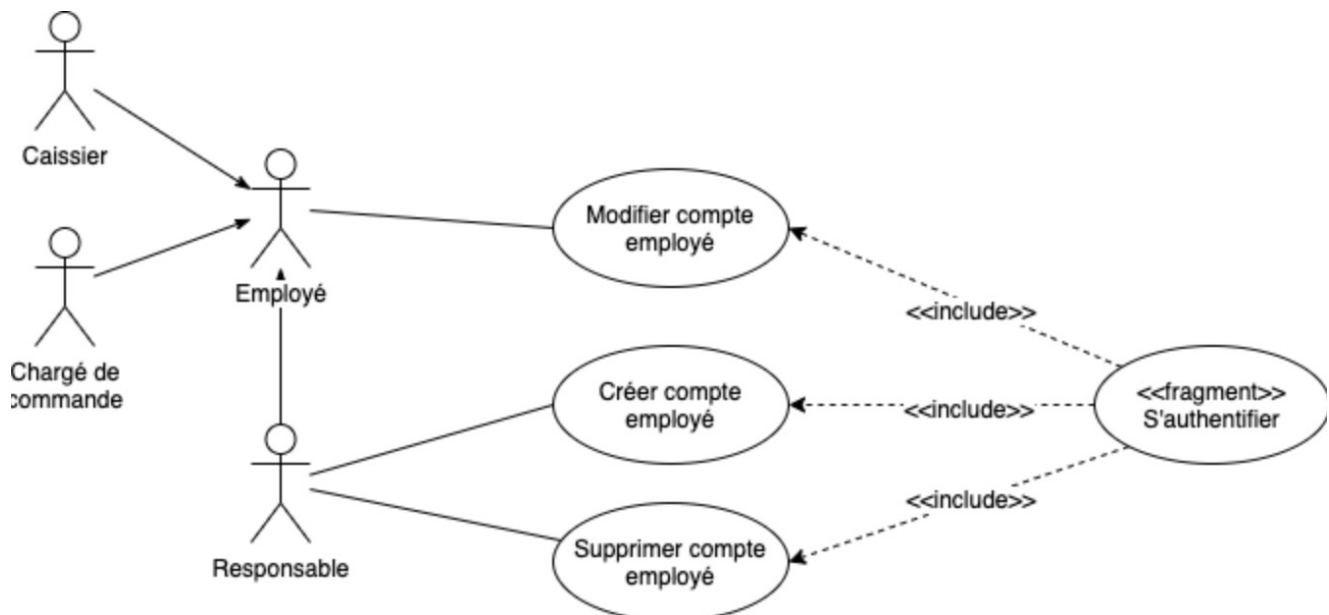 Caissier
Employé
Chargé de
commande
Responsable
Modifier compte
employé
Créer compte
employé
Supprimer compte
employé
<<include>>
<<include>>
<<include>>
<<fragment>>
S'authentifier